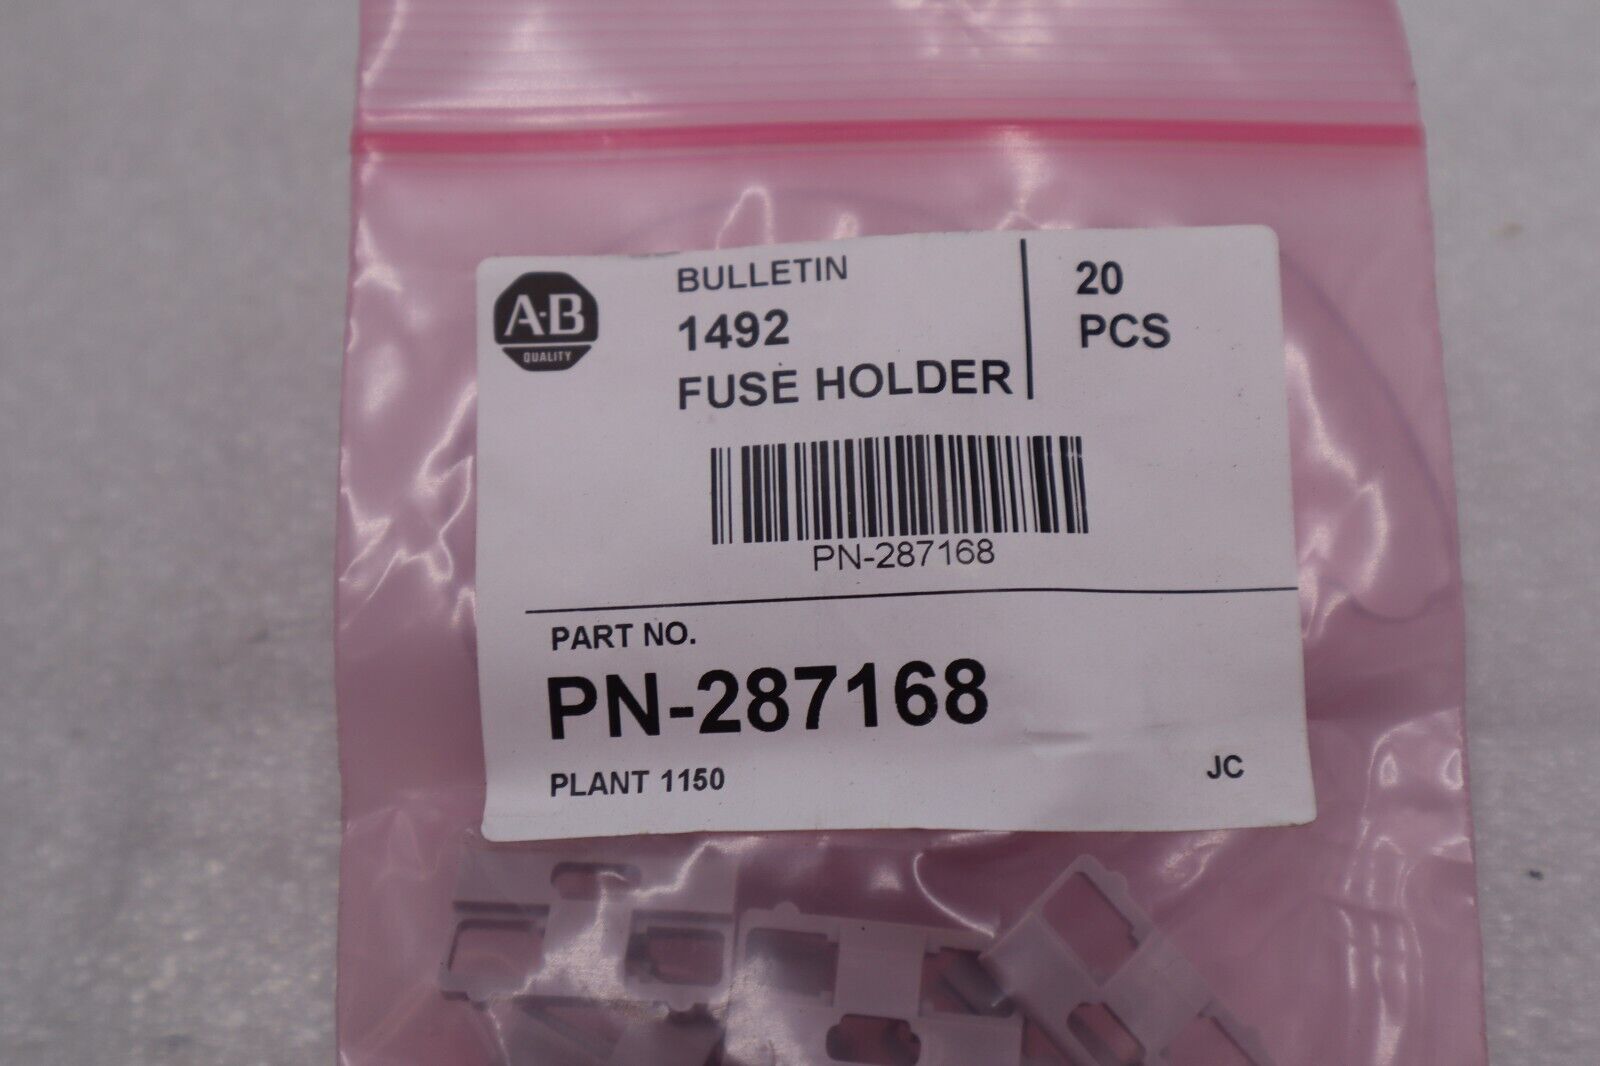 A·B
QUALITY
BULLETIN
1492
FUSE HOLDER
20
PCS
PN-287168
PART NO.
PN-287168
PLANT 1150
JC